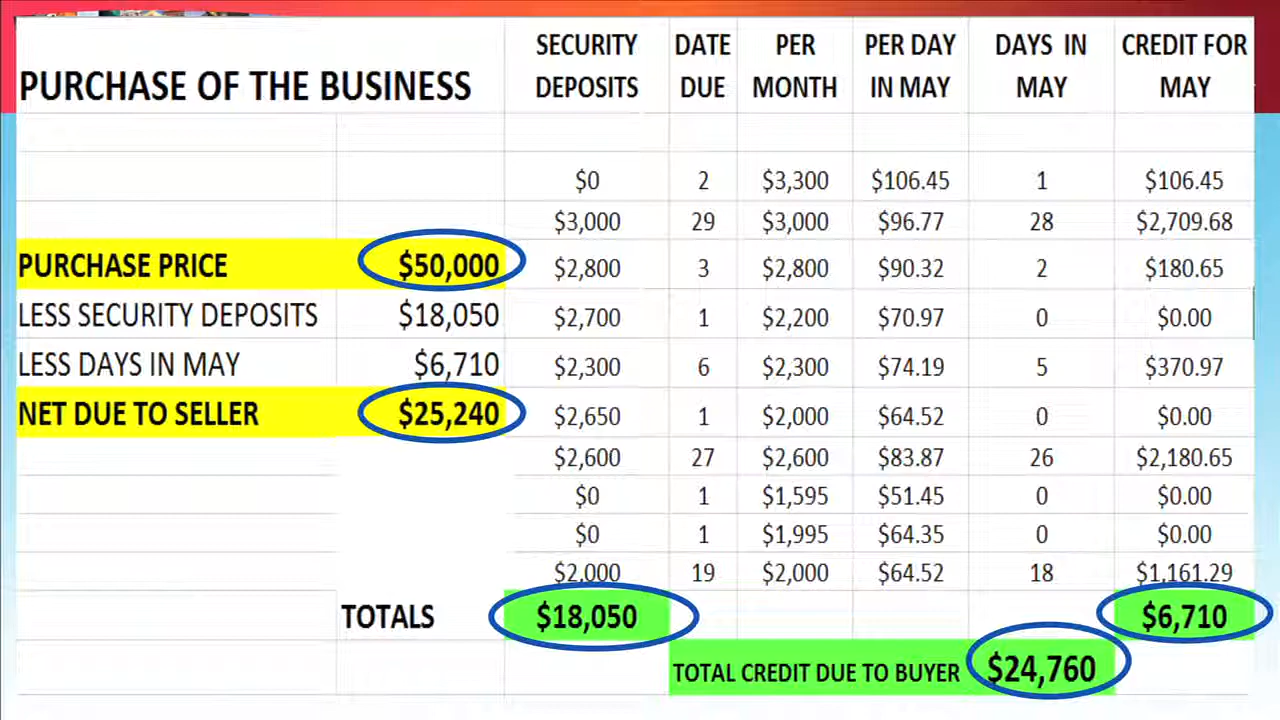 PURCHASE OF THE BUSINESS
SECURITY DEPOSITS DATE DUE PER MONTH PER DAY IN MAY DAYS IN MAY CREDIT FOR MAY
$0 2 $3,300 $106.45 1 $106.45
$3,000 29 $3,000 $96.77 28 $2,709.68
PURCHASE PRICE $50,000 $2,800 3 $2,800 $90.32 2 $180.65
LESS SECURITY DEPOSITS $18,050 $2,700 1 $2,200 $70.97 0 $0.00
LESS DAYS IN MAY $6,710 $2,300 6 $2,300 $74.19 5 $370.97
NET DUE TO SELLER $25,240 $2,650 1 $2,000 $64.52 0 $0.00
$2,600 27 $2,600 $83.87 26 $2,180.65
$0 1 $1,595 $51.45 0 $0.00
$0 1 $1,995 $64.35 0 $0.00
$2,000 19 $2,000 $64.52 18 $1,161.29
TOTALS $18,050 $6,710
TOTAL CREDIT DUE TO BUYER $24,760